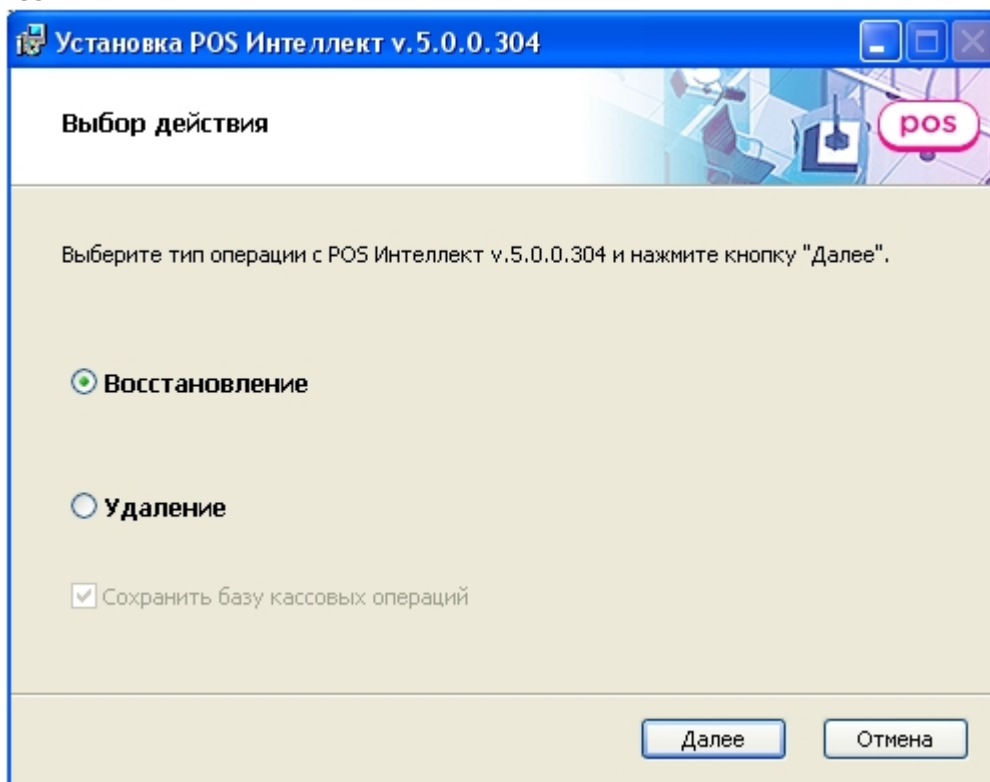 Установка POS Интеллект v.5.0.0.304
Выбор действия
pos
Выберите тип операции с POS Интеллект v.5.0.0.304 и нажмите кнопку "Далее".
Восстановление
Удаление
Сохранить базу кассовых операций
Далее
Отмена